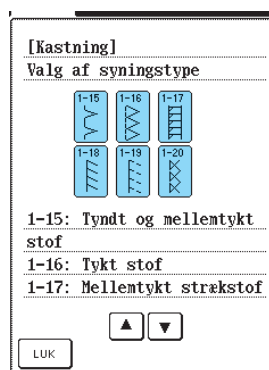 [Kastning]
Valg af syningstype
1-15 1-16 1-17
1-18 1-19 1-20
1-15: Tyndt og mellemtykt
stof
1-16: Tykt stof
1-17: Mellemtykt strækstof
LUK